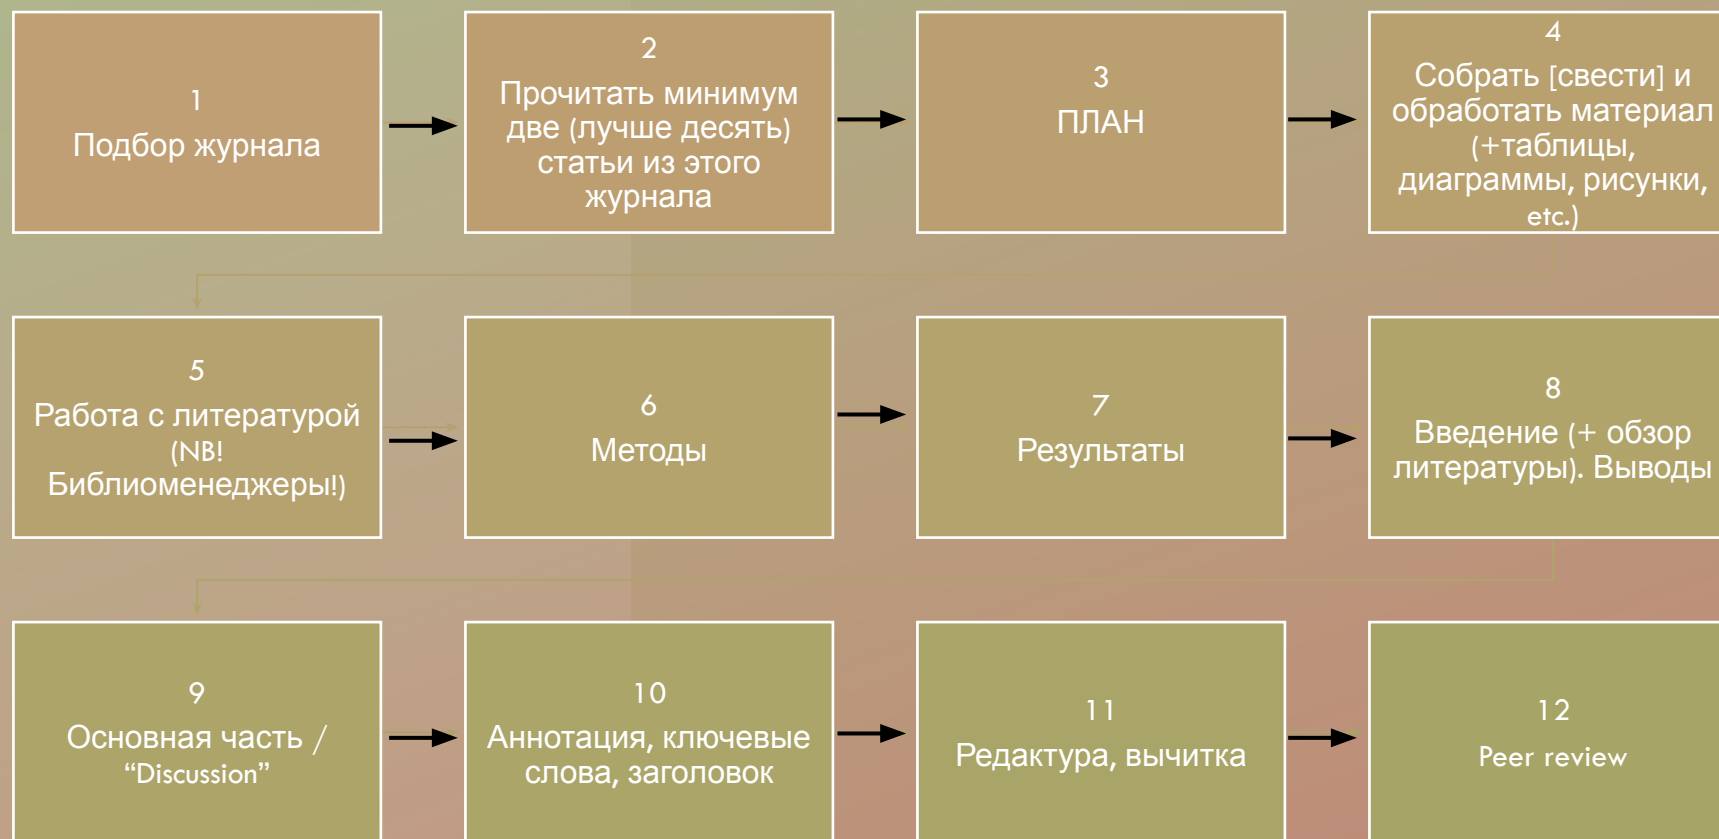 1
Подбор журнала
2
Прочитать минимум
две (лучше десять)
статьи из этого
журнала
3
ПЛАН
4
Собрать [свести] и
обработать материал
(+таблицы,
диаграммы, рисунки,
etc.)
5
Работа с литературой
(NB!
Библиоменеджеры!)
6
Методы
7
Результаты
8
Введение (+ обзор
литературы). Выводы
9
Основная часть /
“Discussion”
10
Аннотация, ключевые
слова, заголовок
11
Редактура, вычитка
12
Peer review